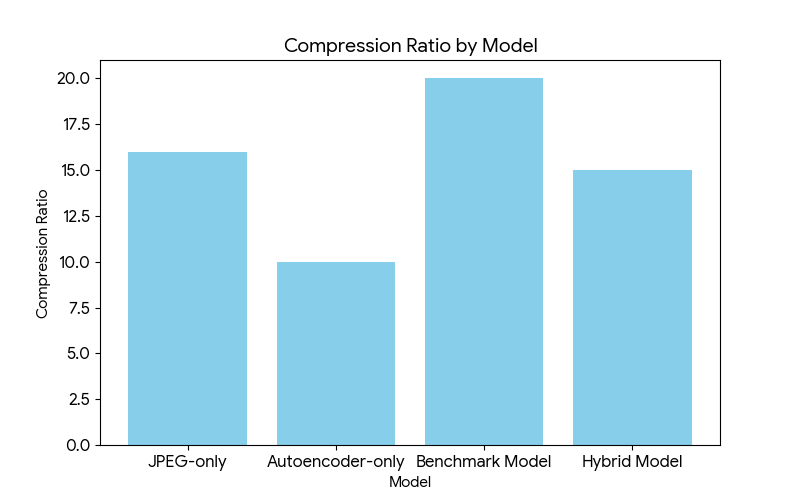 Compression Ratio by Model
Compression Ratio
20.0
17.5
15.0
12.5
10.0
7.5
5.0
2.5
0.0
JPEG-only Autoencoder-only Benchmark Model Hybrid Model
Model